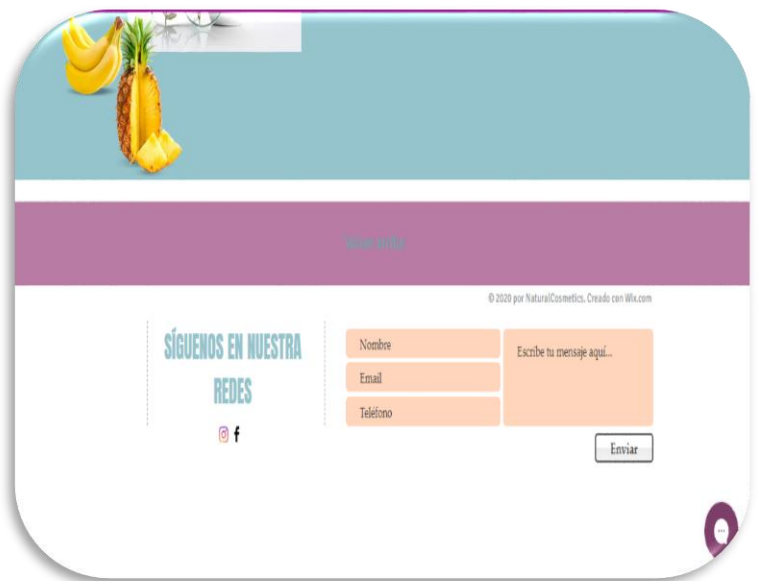 © 2020 por NaturalCosmetics. Creado con Wix.com
SÍGUENOS EN NUESTRA
REDES
Nombre
Email
Teléfono
Escribe tu mensaje aquí...
Enviar